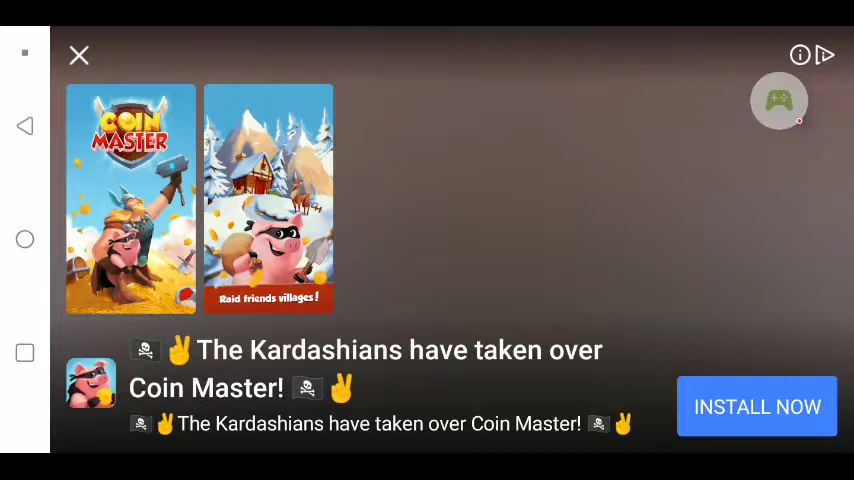 COIN
MASTER
Raid friends villages!
🏴‍☠️✌️The Kardashians have taken over
Coin Master! 🏴‍☠️✌️
🏴‍☠️✌️The Kardashians have taken over Coin Master! 🏴‍☠️✌️
INSTALL NOW